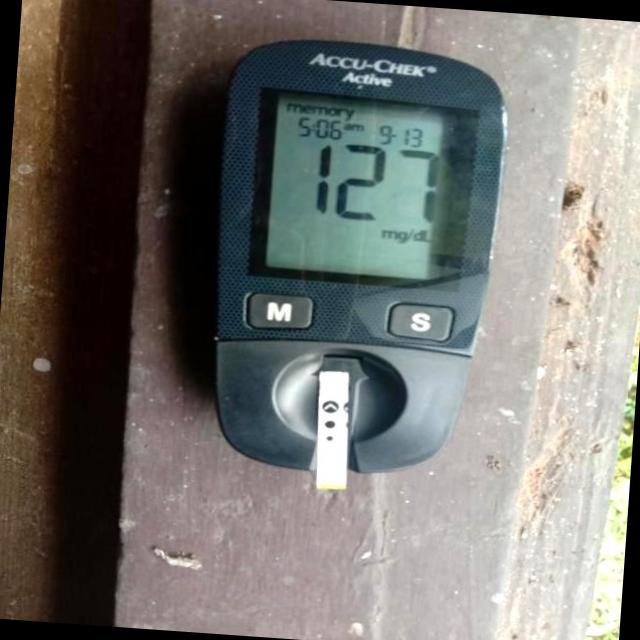 ACCU-CHEK®
Active
memory
5:06 am 9-13
127
mg/dL
M
S